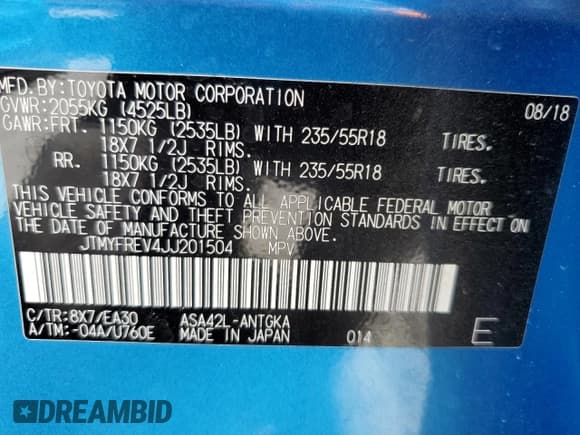 MFD.BY:TOYOTA MOTOR CORPORATION 08/18
GVWR:2055KG (4525LB)
GAWR:FRT. 1150KG (2535LB) WITH 235/55R18 TIRES.
18X7 1/2J RIMS.
RR. 1150KG (2535LB) WITH 235/55R18 TIRES.
18X7 1/2J RIMS.
THIS VEHICLE CONFORMS TO ALL APPLICABLE FEDERAL MOTOR
VEHICLE SAFETY AND THEFT PREVENTION STANDARDS IN EFFECT ON
THE DATE OF MANUFACTURE SHOWN ABOVE.
JTMYFREV4JJ201504 MPV
C/TR:8X7/EA30 ASA42L-ANTGKA
A/TM:-04A/U760E MADE IN JAPAN 014 E
DREAMBID